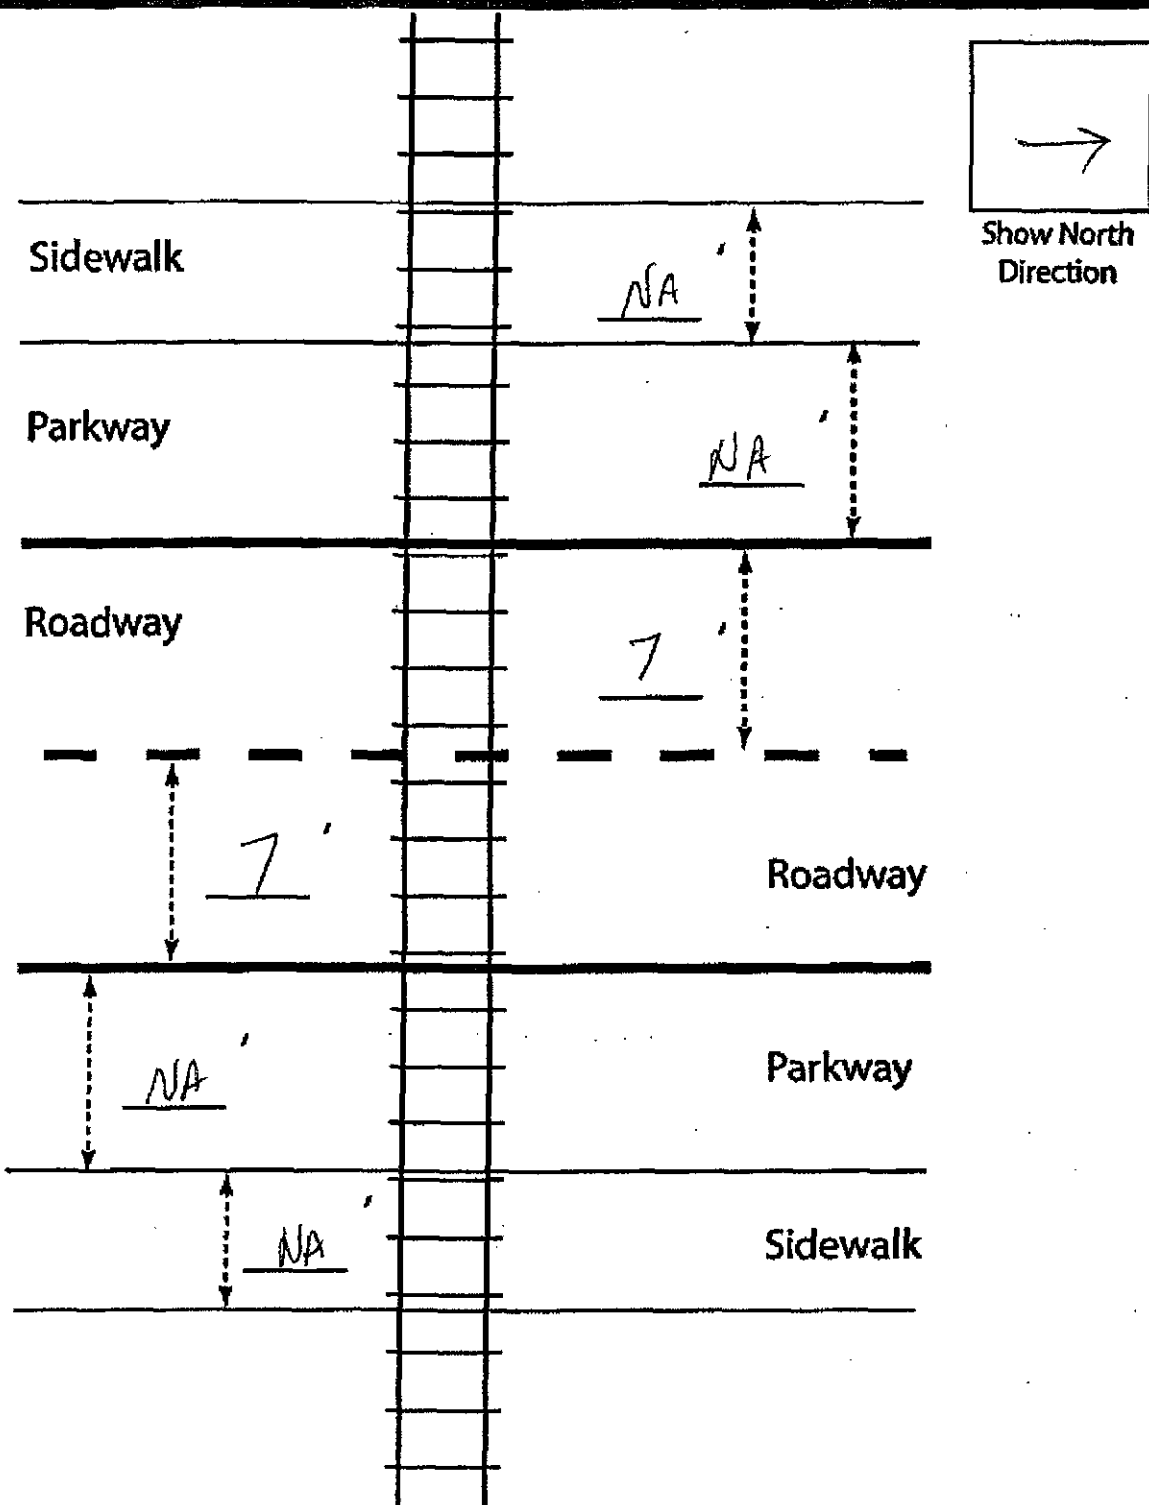 Show North
Direction
Sidewalk
NA '
Parkway
NA '
Roadway
7 '
7 '
Roadway
NA '
Parkway
NA '
Sidewalk